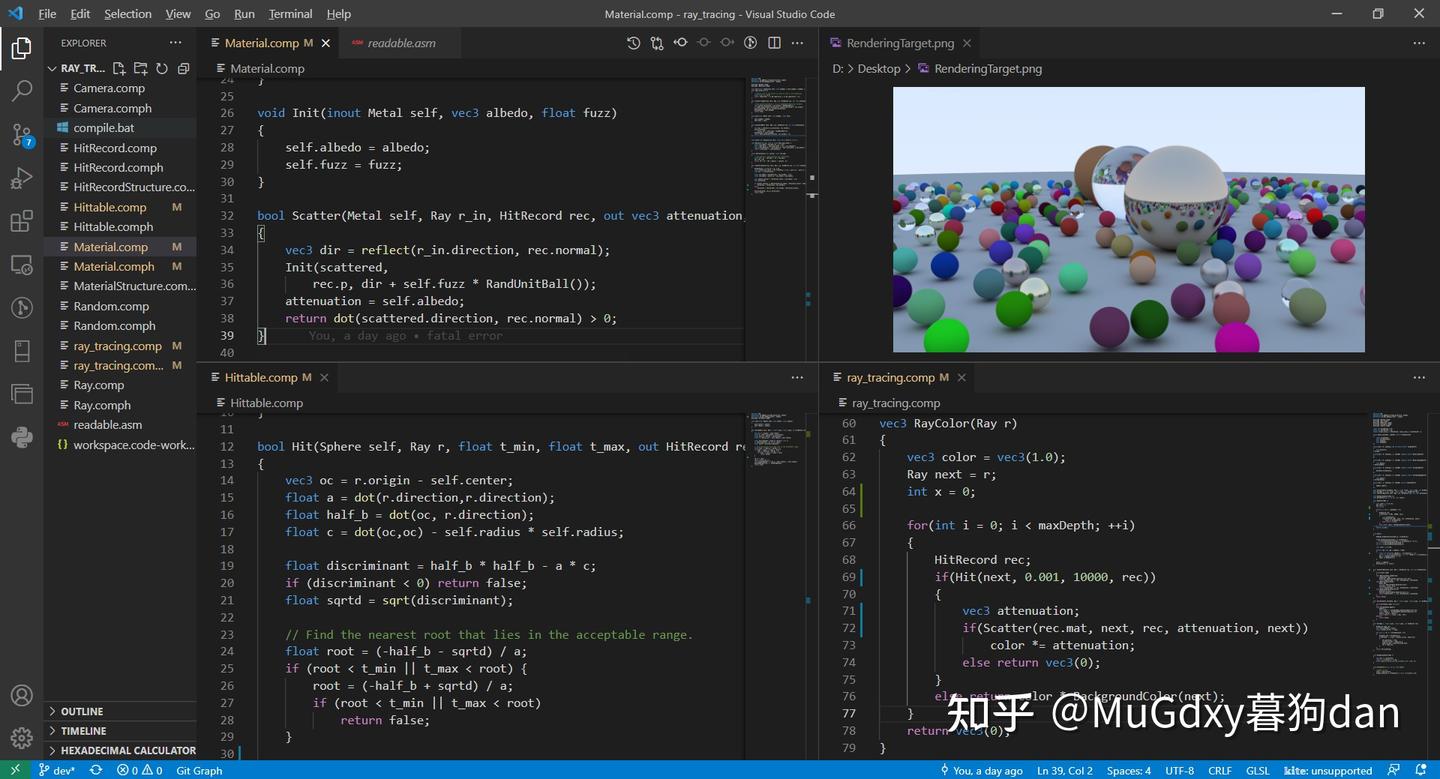 File Edit Selection View Go Run Terminal Help
Material.comp - ray_tracing - Visual Studio Code
EXPLORER
RAY_TR...
Camera.comp
Camera.comph
compile.bat
HitRecord.comp
HitRecord.comph
HitRecordStructure.co...
Hittable.comp M
Hittable.comph
Material.comp M
Material.comph M
MaterialStructure.com...
Random.comp
Random.comph
ray_tracing.comp M
ray_tracing.com... M
Ray.comp
Ray.comph
ASM readable.asm
{} workspace.code-work...
OUTLINE
TIMELINE
HEXADECIMAL CALCULATOR
7
Material.comp M
ASM readable.asm
Material.comp
24 }
25
26 void Init(inout Metal self, vec3 albedo, float fuzz)
27 {
28 self.albedo = albedo;
29 self.fuzz = fuzz;
30 }
31
32 bool Scatter(Metal self, Ray r_in, HitRecord rec, out vec3 attenuation,
33 {
34 vec3 dir = reflect(r_in.direction, rec.normal);
35 Init(scattered,
36 rec.p, dir + self.fuzz * RandUnitBall());
37 attenuation = self.albedo;
38 return dot(scattered.direction, rec.normal) > 0;
39 } You, a day ago • fatal error
40
RenderingTarget.png
D: > Desktop > RenderingTarget.png
Hittable.comp M
Hittable.comp
11
12 bool Hit(Sphere self, Ray r, float t_min, float t_max, out HitRecord re
13 {
14 vec3 oc = r.origin - self.center;
15 float a = dot(r.direction,r.direction);
16 float half_b = dot(oc, r.direction);
17 float c = dot(oc,oc) - self.radius * self.radius;
18
19 float discriminant = half_b * half_b - a * c;
20 if (discriminant < 0) return false;
21 float sqrtd = sqrt(discriminant);
22
23 // Find the nearest root that lies in the acceptable range.
24 float root = (-half_b - sqrtd) / a;
25 if (root < t_min || t_max < root) {
26 root = (-half_b + sqrtd) / a;
27 if (root < t_min || t_max < root)
28 return false;
29 }
30
ray_tracing.comp M
ray_tracing.comp
60 vec3 RayColor(Ray r)
61 {
62 vec3 color = vec3(1.0);
63 Ray next = r;
64 int x = 0;
65
66 for(int i = 0; i < maxDepth; ++i)
67 {
68 HitRecord rec;
69 if(Hit(next, 0.001, 10000, rec))
70 {
71 vec3 attenuation;
72 if(Scatter(rec.mat, next, rec, attenuation, next))
73 color *= attenuation;
74 else return vec3(0);
75 }
76 else return color * BackgroundColor(next);
77 }
78 return vec3(0);
79 }
知乎 @MuGdxy暮狗dan
dev* 0 0 Git Graph
You, a day ago Ln 39, Col 2 Spaces: 4 UTF-8 CRLF GLSL kite: unsupported